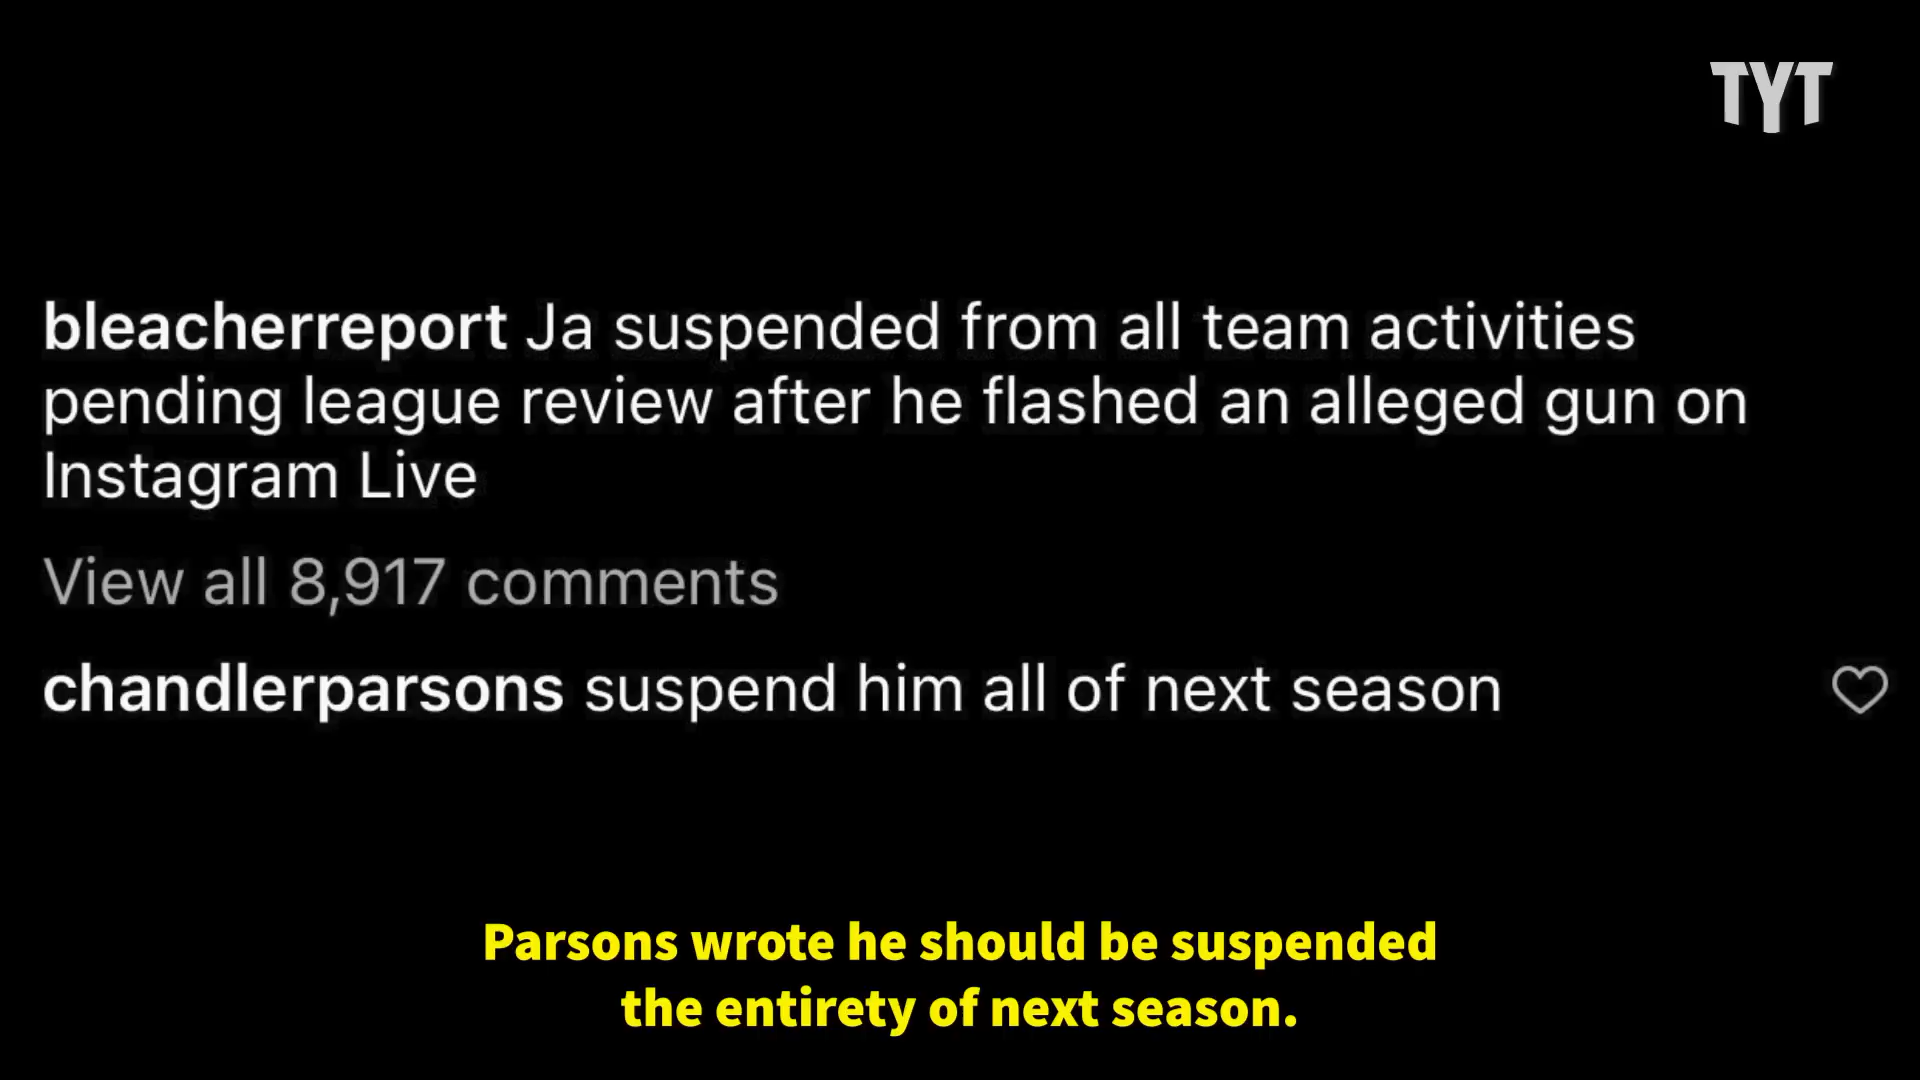 TYT
bleacherreport Ja suspended from all team activities
pending league review after he flashed an alleged gun on
Instagram Live
View all 8,917 comments
chandlerparsons suspend him all of next season
Parsons wrote he should be suspended
the entirety of next season.